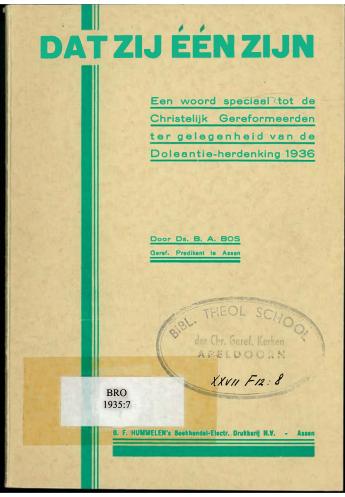 DAT ZIJ ÉÉN ZIJN
Een woord speciaal tot de
Christelijk Gereformeerden
ter gelegenheid van de
Doleantie-herdenking 1936
Door Ds. B. A. BOS
Geref. Predikant te Assen
BIBL. THEOL SCHOOL
der Chr. Geref. Kerken
APELDOORN
XXVII F12: 8
BRO
1935:7
B. F. HUMMELEN's Boekhandel-Electr. Drukkerij N.V. - Assen